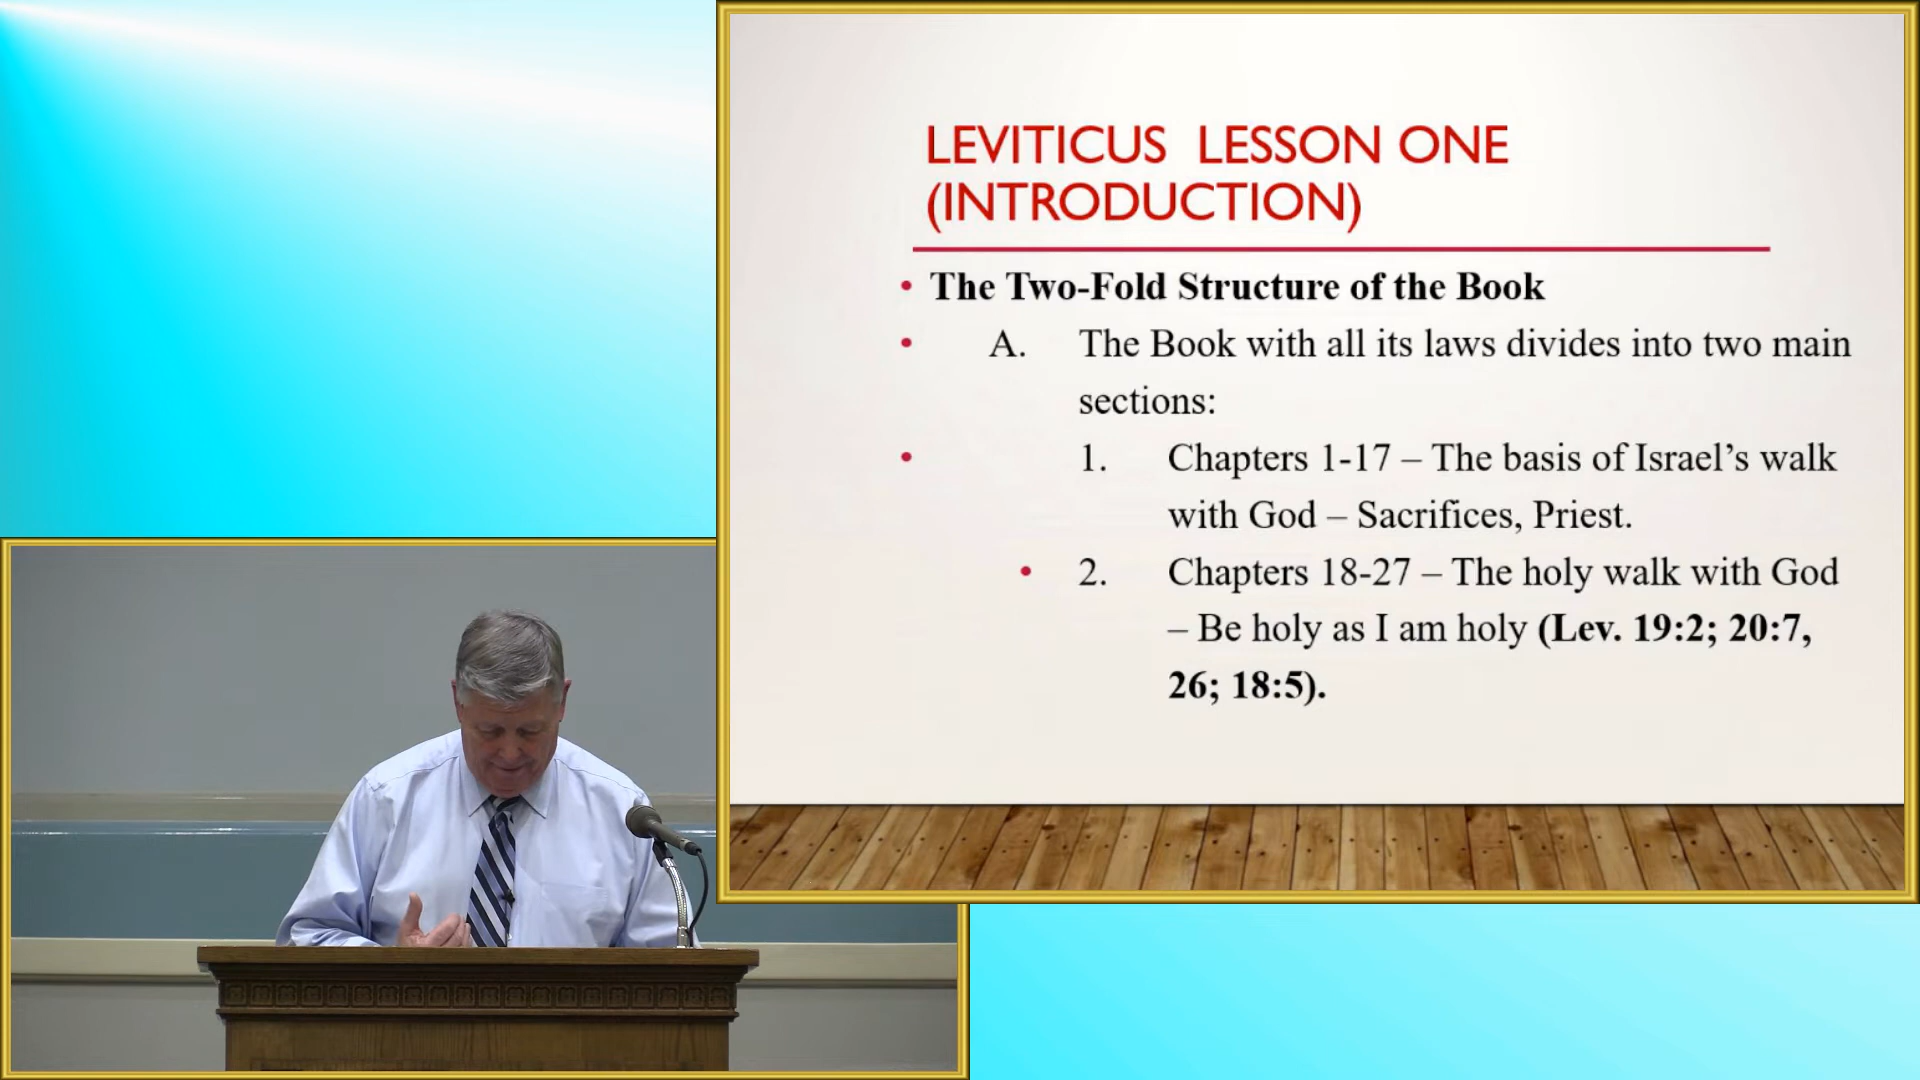 LEVITICUS LESSON ONE
(INTRODUCTION)
• The Two-Fold Structure of the Book
• A. The Book with all its laws divides into two main
sections:
• 1. Chapters 1-17 – The basis of Israel’s walk
with God – Sacrifices, Priest.
• 2. Chapters 18-27 – The holy walk with God
– Be holy as I am holy (Lev. 19:2; 20:7,
26; 18:5).